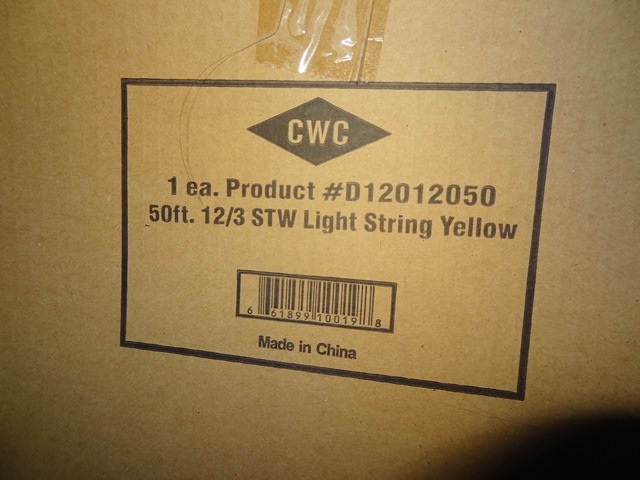 CWC
1 ea. Product #D12012050
50ft. 12/3 STW Light String Yellow
6 61899 10019 8
Made in China